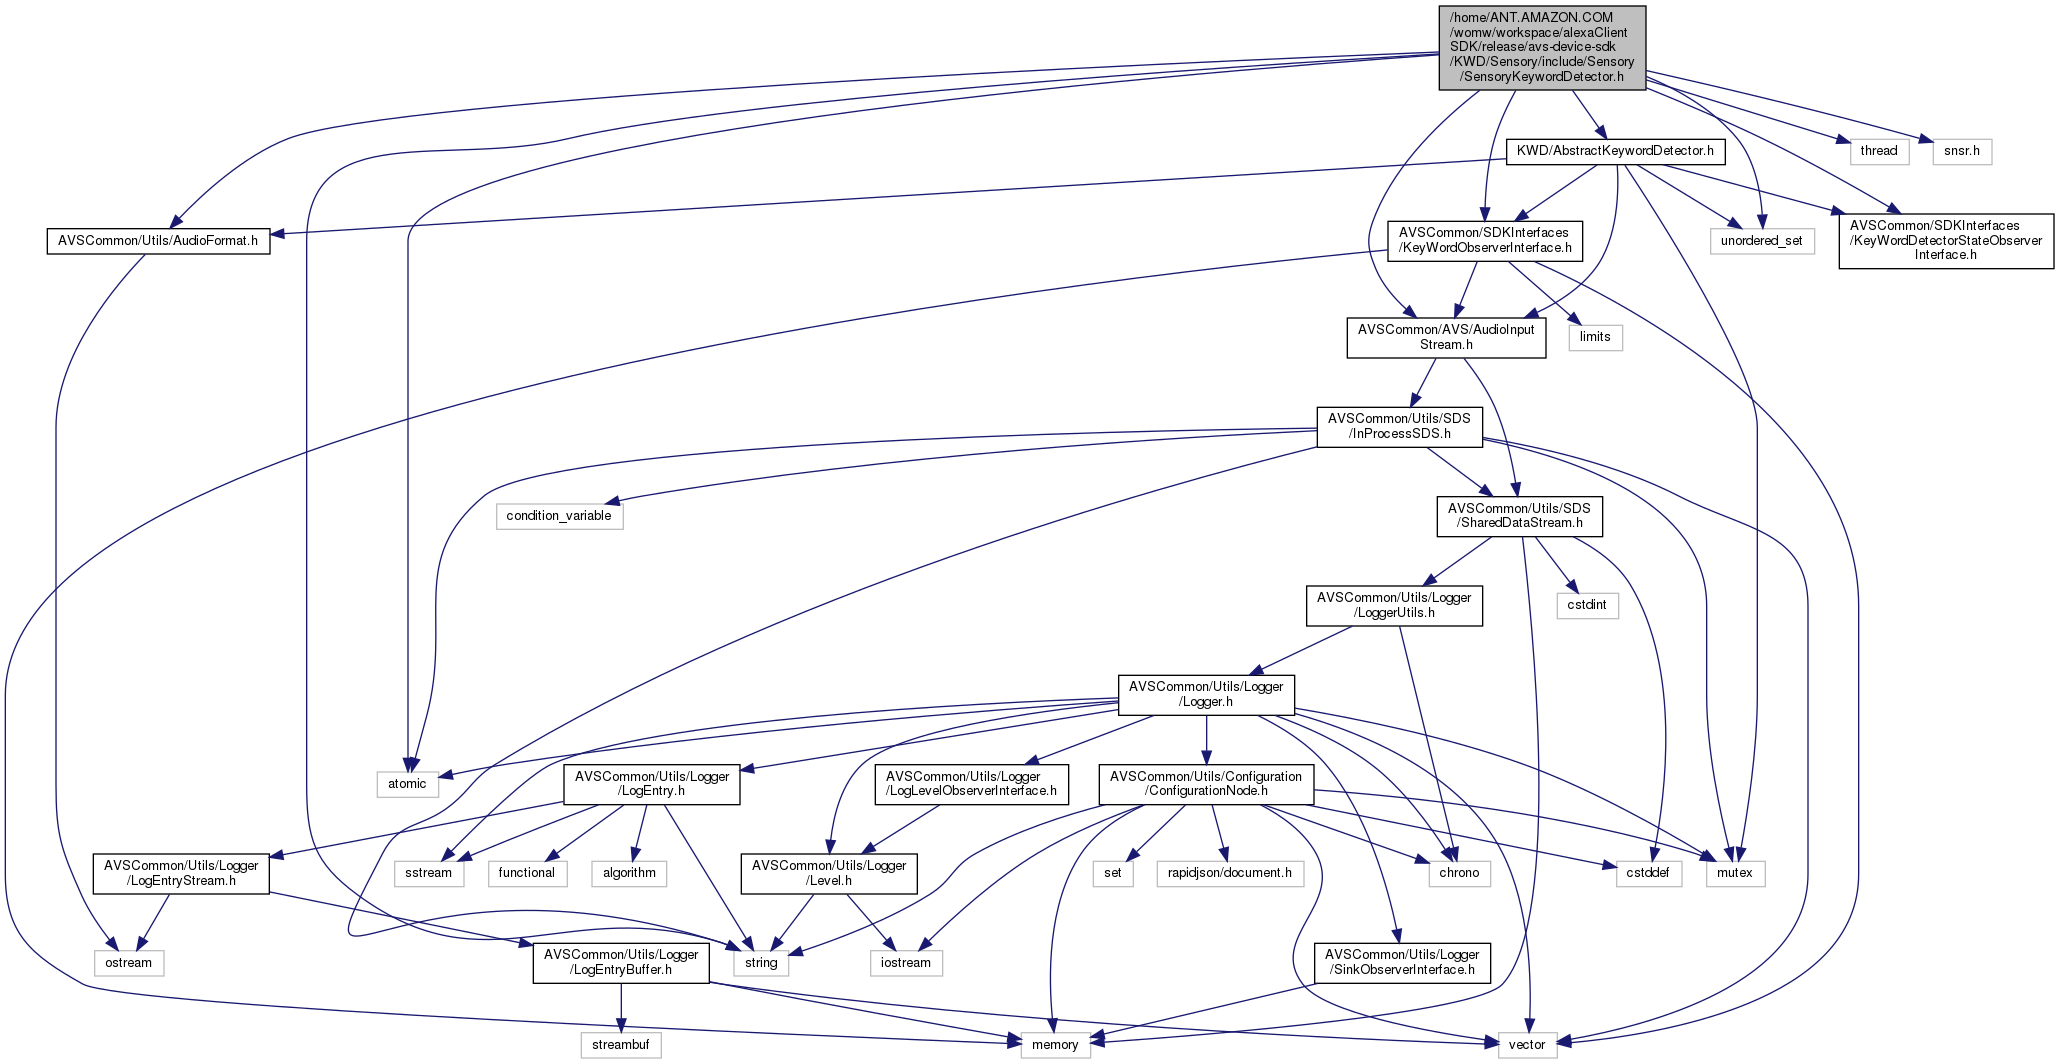 /home/ANT.AMAZON.COM
/womw/workspace/alexaClient
SDK/release/avs-device-sdk
/KWD/Sensory/include/Sensory
/SensoryKeywordDetector.h
KWD/AbstractKeywordDetector.h
thread
snsr.h
AVSCommon/Utils/AudioFormat.h
AVSCommon/SDKInterfaces
/KeyWordObserverInterface.h
unordered_set
AVSCommon/SDKInterfaces
/KeyWordDetectorStateObserver
Interface.h
AVSCommon/AVS/AudioInput
Stream.h
limits
AVSCommon/Utils/SDS
/InProcessSDS.h
condition_variable
AVSCommon/Utils/SDS
/SharedDataStream.h
AVSCommon/Utils/Logger
/LoggerUtils.h
cstdint
AVSCommon/Utils/Logger
/Logger.h
atomic
AVSCommon/Utils/Logger
/LogEntry.h
AVSCommon/Utils/Logger
/LogLevelObserverInterface.h
AVSCommon/Utils/Configuration
/ConfigurationNode.h
AVSCommon/Utils/Logger
/LogEntryStream.h
sstream
functional
algorithm
AVSCommon/Utils/Logger
/Level.h
set
rapidjson/document.h
chrono
cstddef
mutex
ostream
AVSCommon/Utils/Logger
/LogEntryBuffer.h
string
iostream
AVSCommon/Utils/Logger
/SinkObserverInterface.h
streambuf
memory
vector